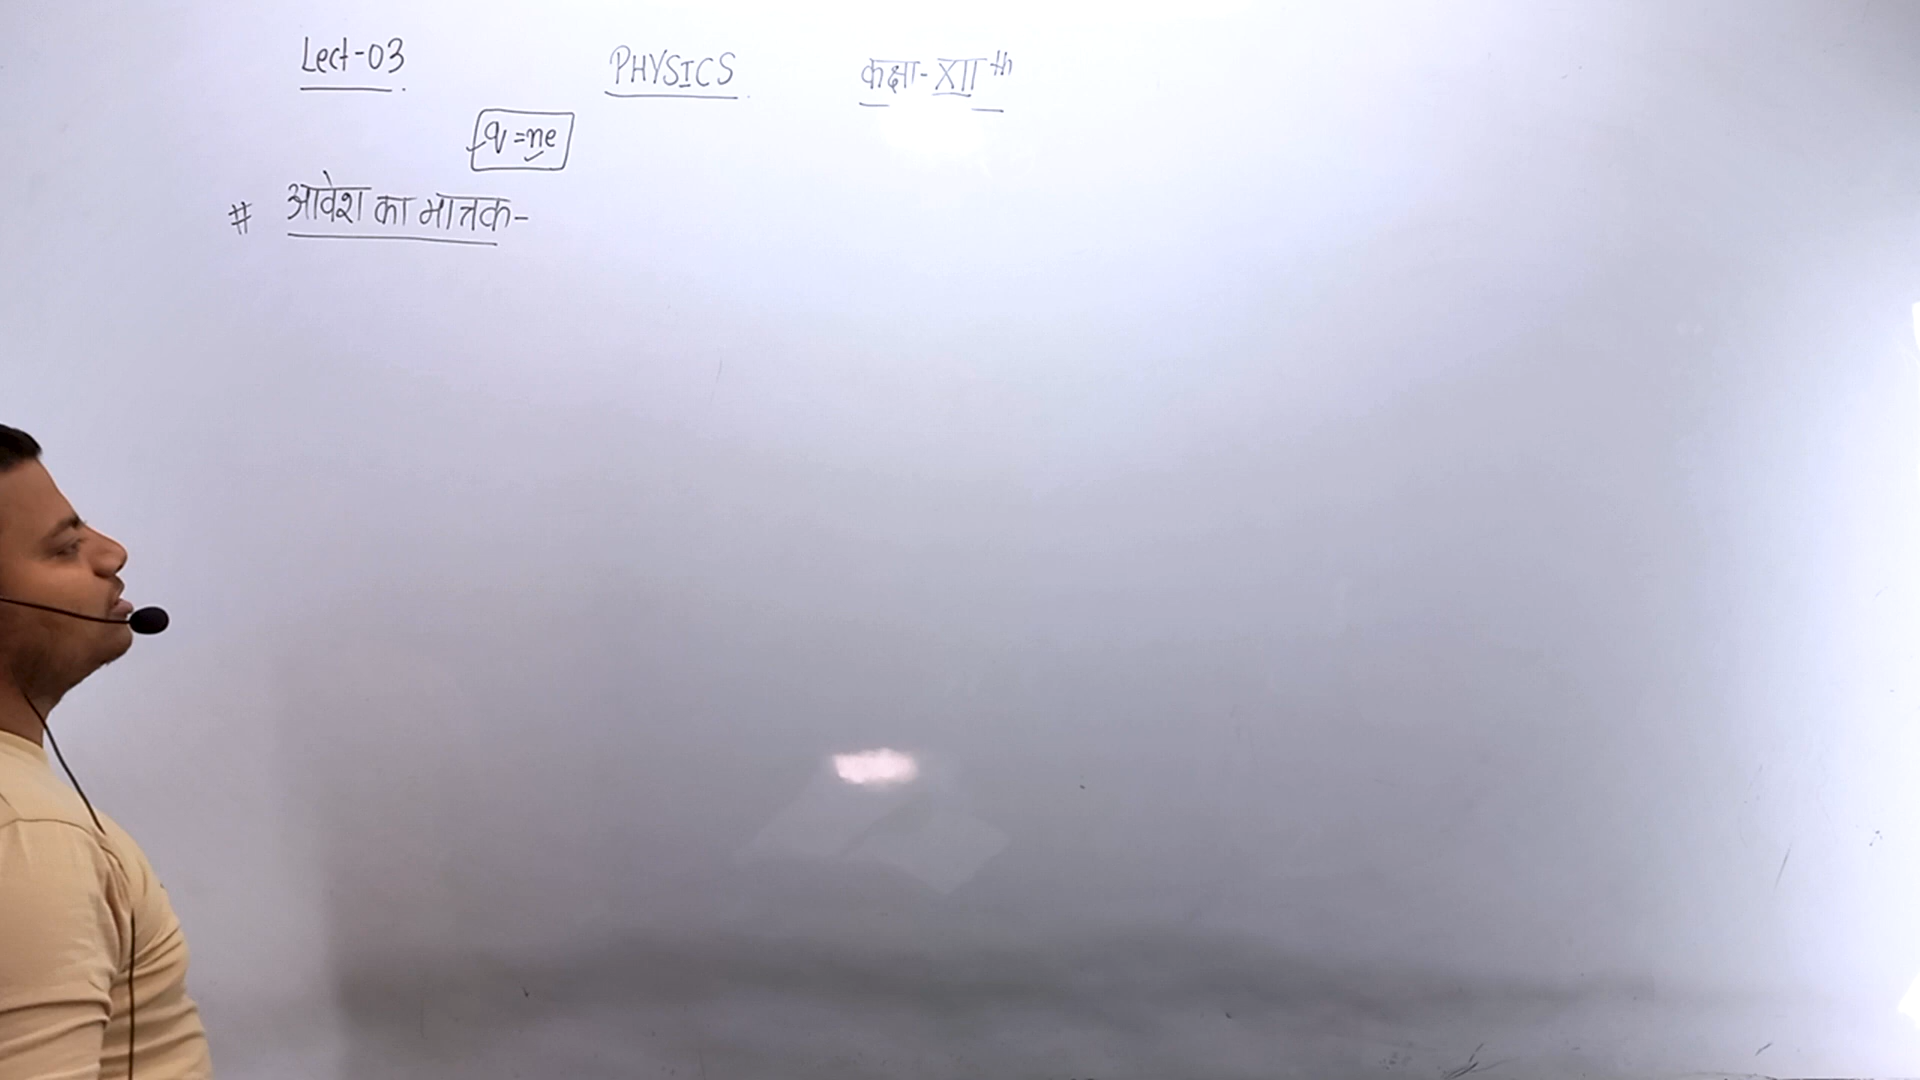 Lect-03 PHYSICS कक्षा- XIIth
q=ne
# आवेश का मात्रक-